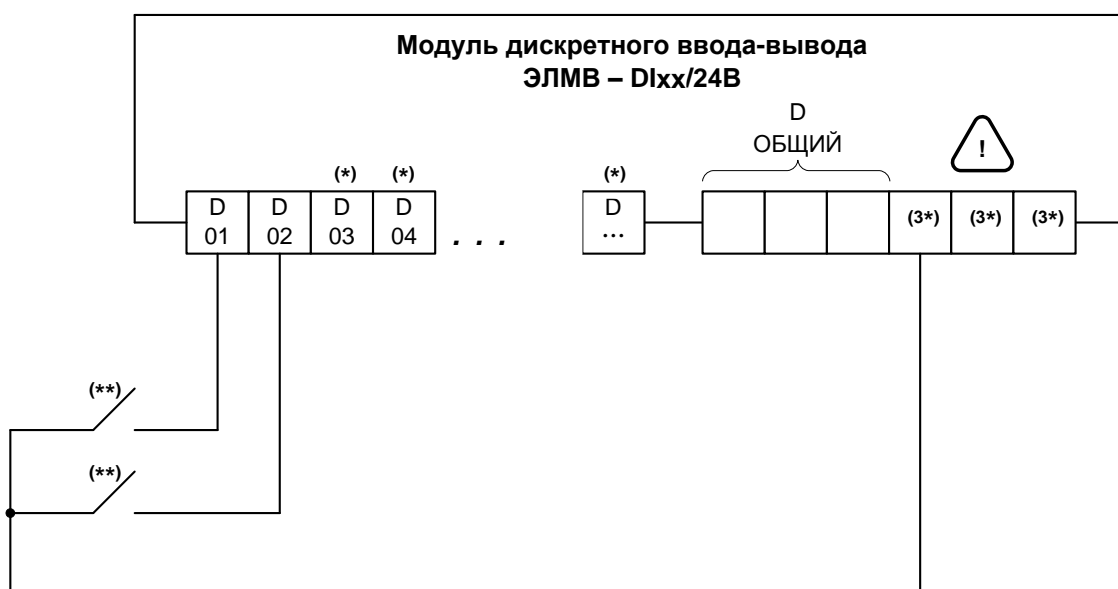 Модуль дискретного ввода-вывода
ЭЛМВ – DIxx/24В
D
ОБЩИЙ
!
(*) (*) (*)
D D D D D
01 02 03 04 . . . ... (3*) (3*) (3*)
(**)
(**)